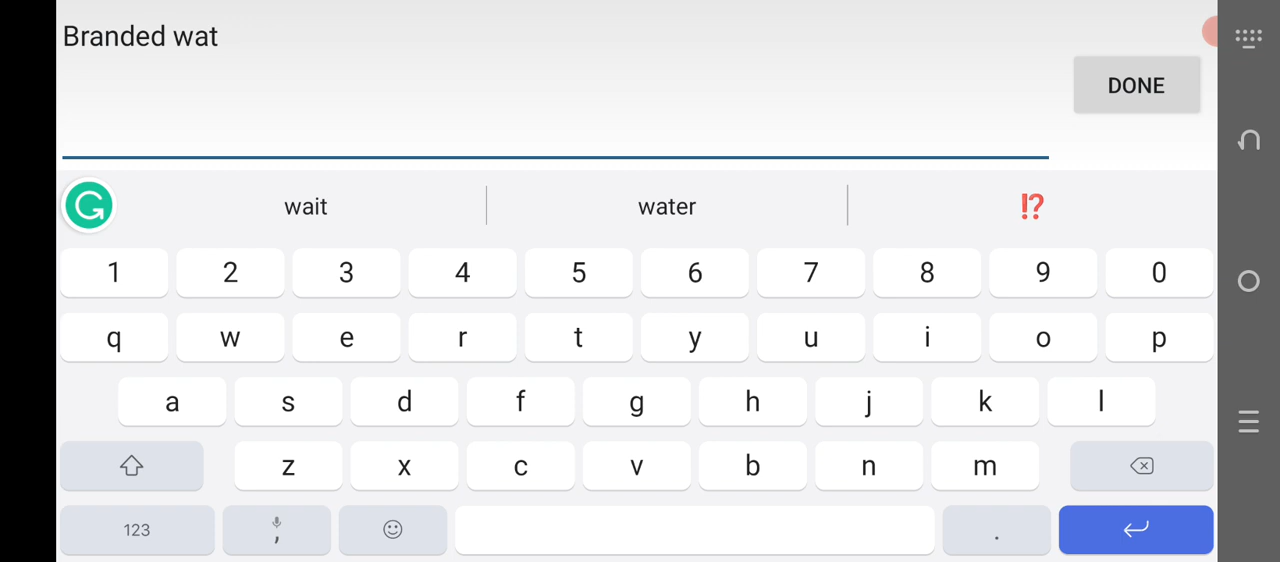 Branded wat
DONE
wait water ⁉️
1 2 3 4 5 6 7 8 9 0
q w e r t y u i o p
a s d f g h j k l
z x c v b n m
123 , .